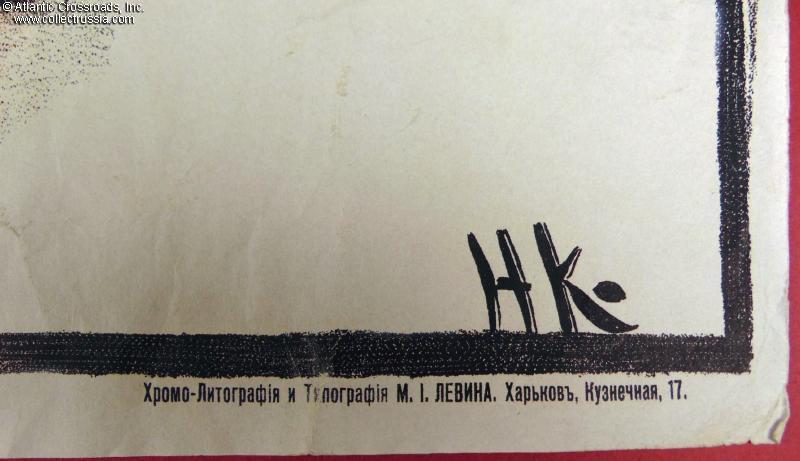 © Atlantic Crossroads, Inc.
www.collectrussia.com
НК.
Хромо-Литографія и Типографія М. І. ЛЕВИНА. Харьковъ, Кузнечная, 17.